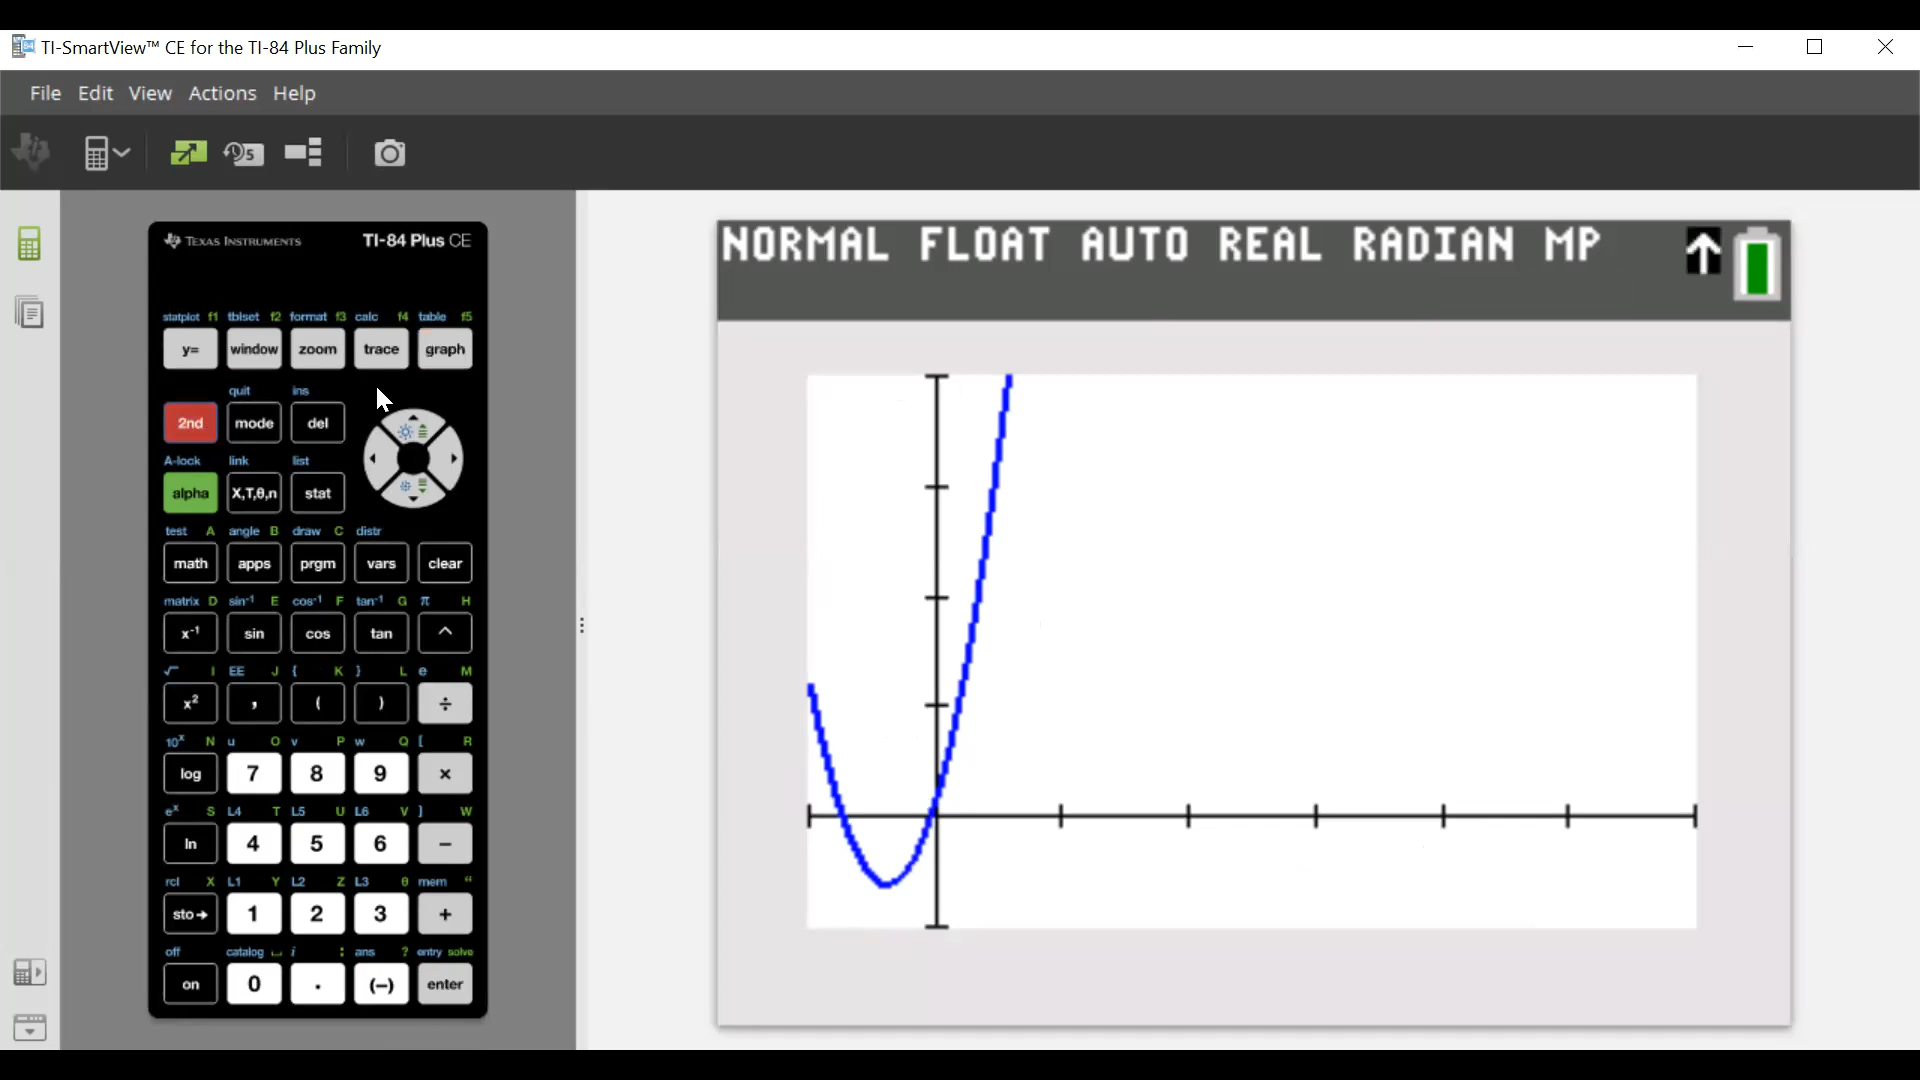 TI-SmartView™ CE for the TI-84 Plus Family
File Edit View Actions Help
5
TEXAS INSTRUMENTS TI-84 Plus CE
NORMAL FLOAT AUTO REAL RADIAN MP
statplot f1 tblset f2 format f3 calc f4 table f5
y= window zoom trace graph
quit ins
2nd mode del
A-lock link list
alpha X,T,θ,n stat
test A angle B draw C distr
math apps prgm vars clear
matrix D sin⁻¹ E cos⁻¹ F tan⁻¹ G π H
x⁻¹ sin cos tan ^
√ I EE J { K } L e M
x² , ( ) ÷
10ˣ N u O v P w Q [ R
log 7 8 9 ×
eˣ S L4 T L5 U L6 V ] W
ln 4 5 6 −
rcl X L1 Y L2 Z L3 θ mem "
sto→ 1 2 3 +
off catalog ⎵ i : ans ? entry solve
on 0 . (−) enter